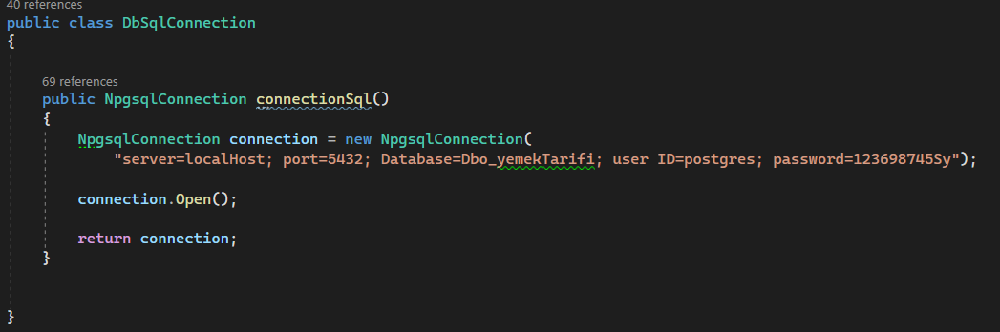 40 references
public class DbSqlConnection
{
69 references
public NpgsqlConnection connectionSql()
{
NpgsqlConnection connection = new NpgsqlConnection(
"server=localHost; port=5432; Database=Dbo_yemekTarifi; user ID=postgres; password=123698745Sy");
connection.Open();
return connection;
}
}